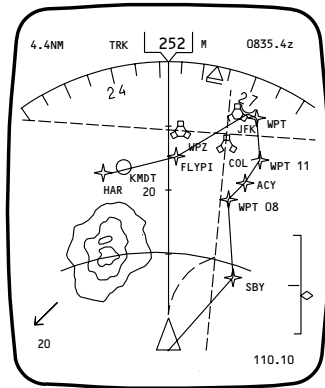 4.4NM TRK 252 M 0835.4z
24 27
JFK WPT
WPZ
FLYPI COL WPT 11
KMDT
HAR 20 ACY
WPT 08
SBY
20
110.10